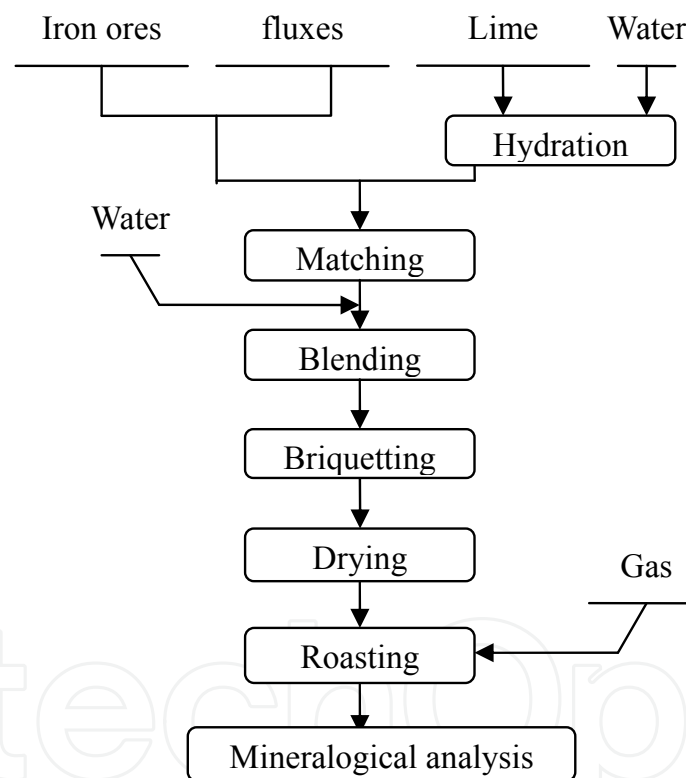 Iron ores fluxes Lime Water
Hydration
Water
Matching
Blending
Briquetting
Drying
Gas
Roasting
Mineralogical analysis